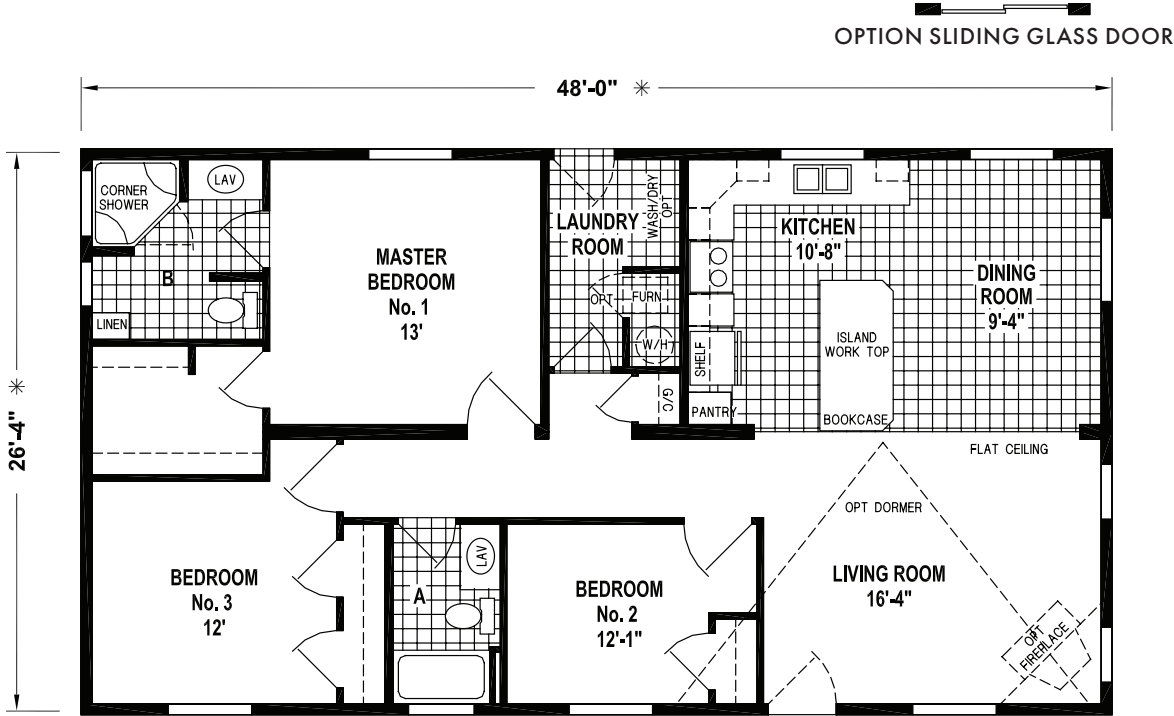 OPTION SLIDING GLASS DOOR
48'-0" ✳
26'-4" ✳
CORNER
SHOWER
LAV
B
LINEN
MASTER
BEDROOM
No. 1
13'
LAUNDRY
ROOM
WASH/DRY
OPT
OPT
FURN
W/H
G/C
KITCHEN
10'-8"
DINING
ROOM
9'-4"
ISLAND
WORK TOP
BOOKCASE
SHELF
PANTRY
FLAT CEILING
OPT DORMER
BEDROOM
No. 3
12'
A
LAV
BEDROOM
No. 2
12'-1"
LIVING ROOM
16'-4"
OPT
FIREPLACE